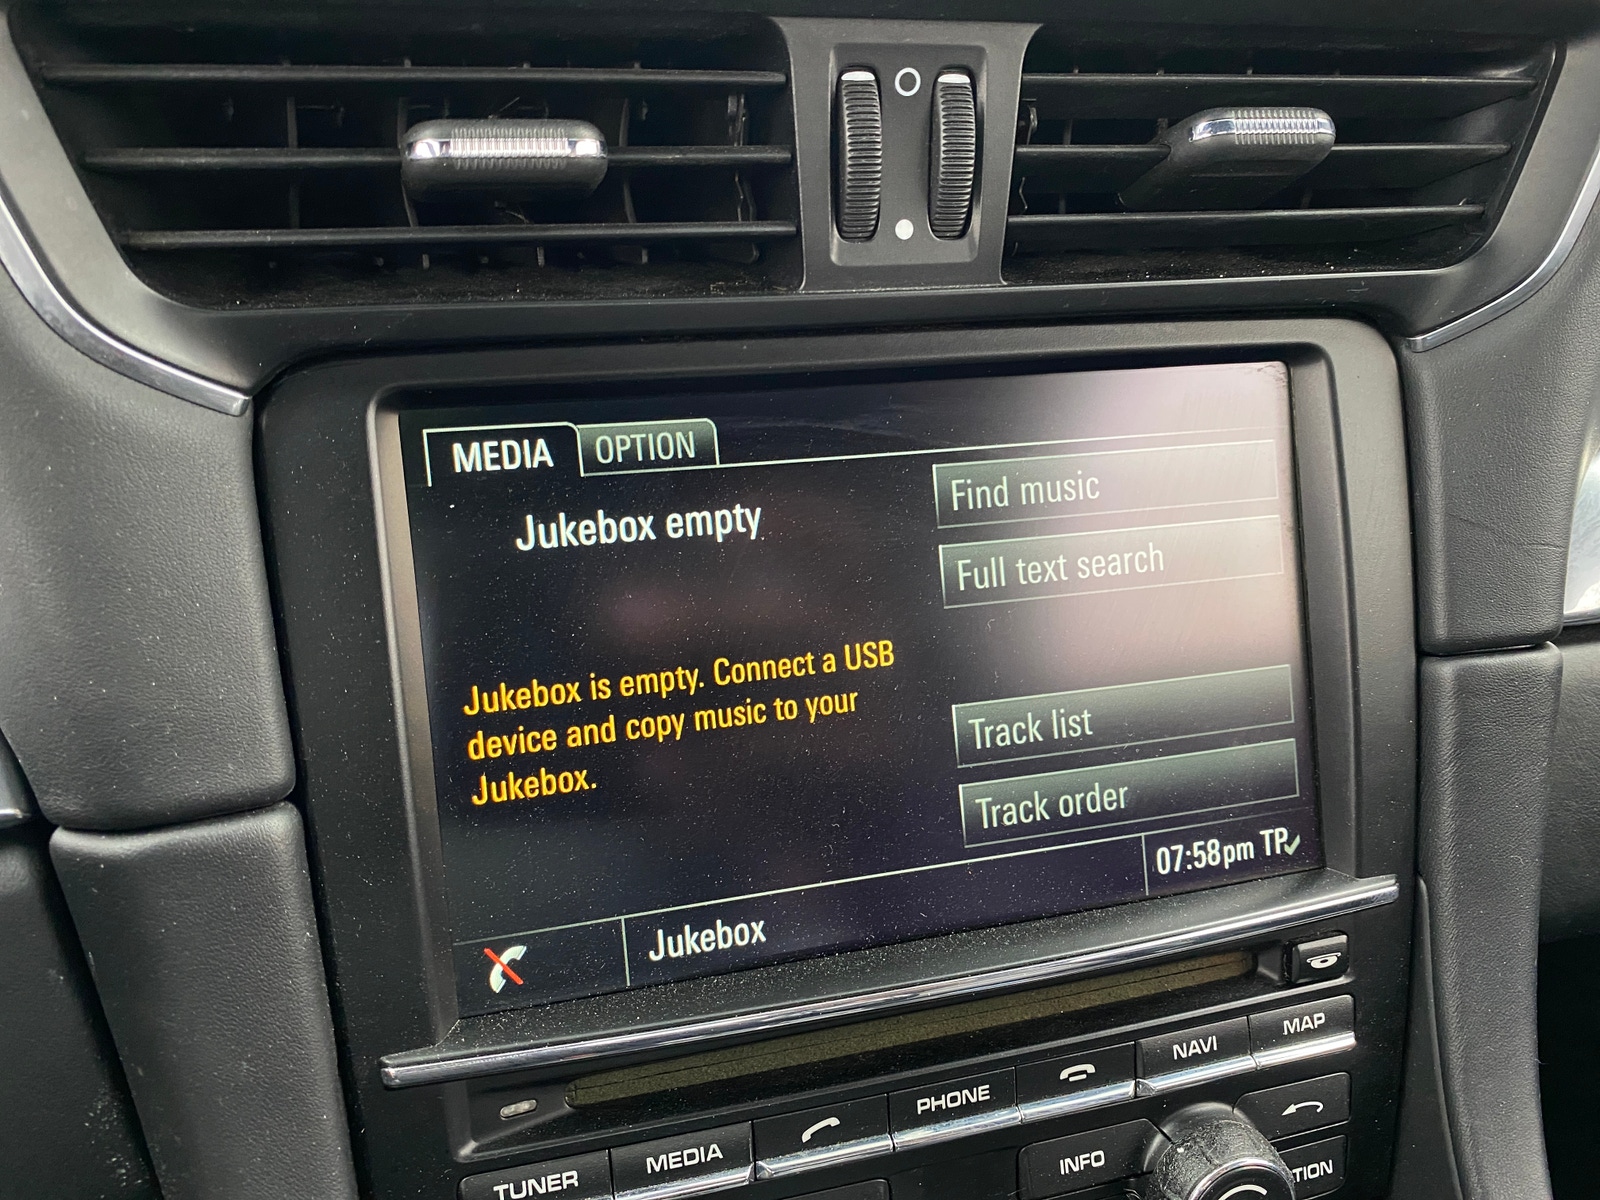 MEDIA OPTION
Jukebox empty
Find music
Full text search
Jukebox is empty. Connect a USB
device and copy music to your
Jukebox.
Track list
Track order
07:58pm TP
Jukebox
TUNER MEDIA PHONE NAVI MAP
INFO